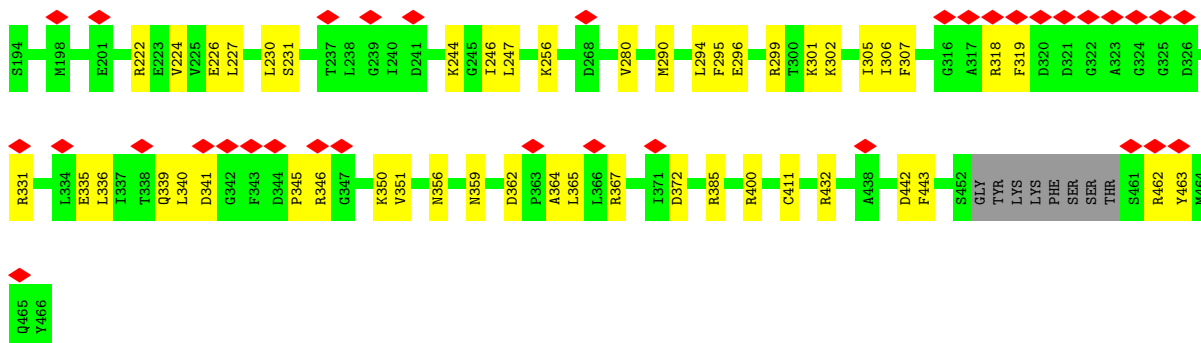 S194 M198 E201 R222 E223 V224 V225 E226 L227 L230 S231 T237 L238 G239 I240 D241 K244 G245 I246 L247 K256 D268 V280 M290 L294 F295 E296 R299 T300 K301 K302 I305 I306 F307 G316 A317 R318 F319 D320 D321 G322 A323 G324 G325 D326
R331 L334 E335 L336 I337 T338 Q339 L340 D341 G342 F343 D344 P345 R346 G347 K350 V351 N356 N359 D362 P363 A364 L365 L366 R367 I371 D372 R385 R400 C411 R432 A438 D442 F443 S452 GLY TYR LYS LYS PHE SER SER THR S461 R462 Y463 M464
Q465 Y466